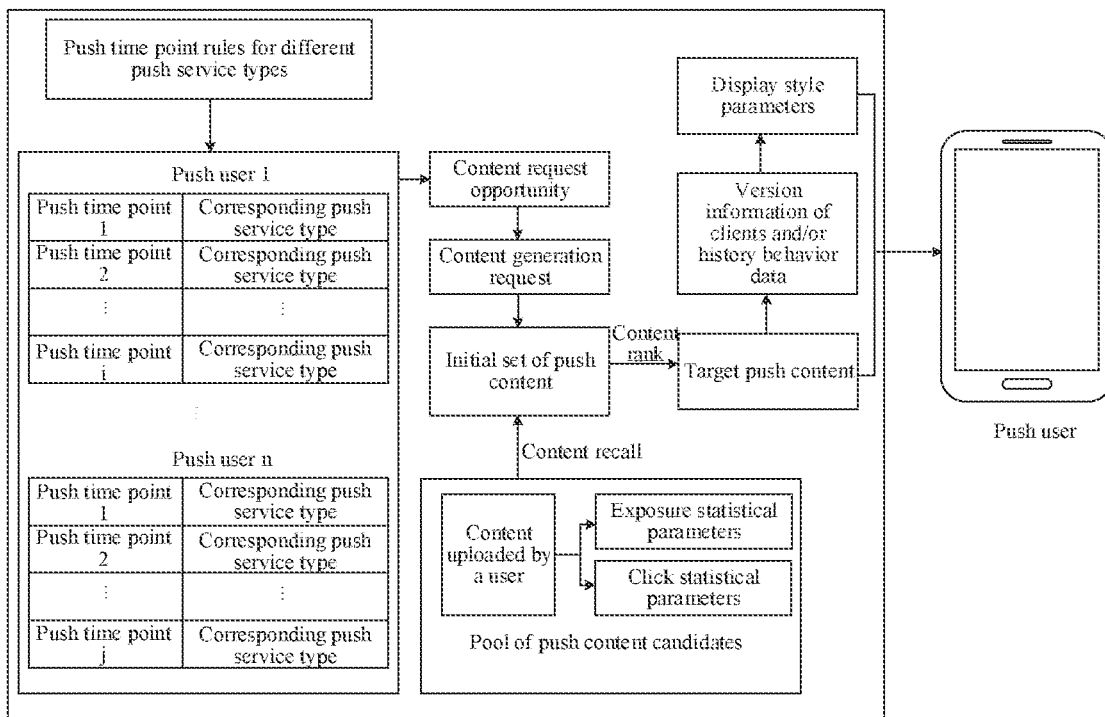 Push time point rules for different
push service types
Push user 1
Push time point
1
Corresponding push
service type
Push time point
2
Corresponding push
service type
⋮
⋮
Push time point
i
Corresponding push
service type
⋮
Push user n
Push time point
1
Corresponding push
service type
Push time point
2
Corresponding push
service type
⋮
⋮
Push time point
j
Corresponding push
service type
Content request
opportunity
Content generation
request
Initial set of push
content
Content
rank
Content recall
Content
uploaded by
a user
Exposure statistical
parameters
Click statistical
parameters
Pool of push content candidates
Display style
parameters
Version
information of
clients and/or
history behavior
data
Target push content
Push user